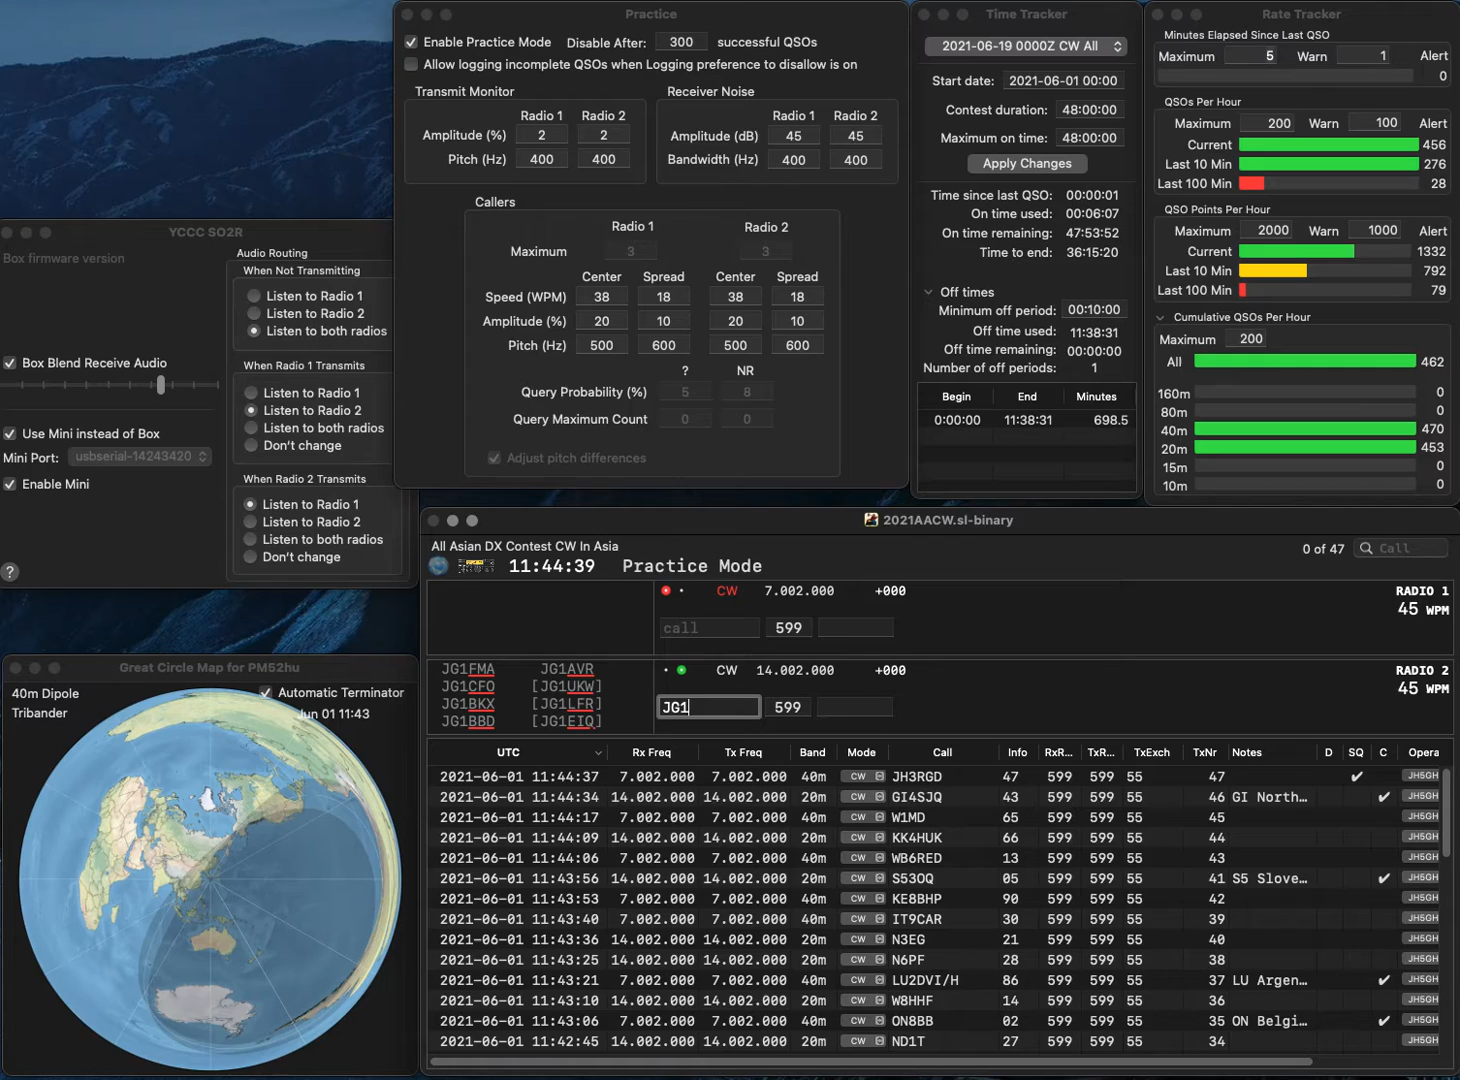 Practice
Enable Practice Mode Disable After: 300 successful QSOs
Allow logging incomplete QSOs when Logging preference to disallow is on
Transmit Monitor
Radio 1 Radio 2
Amplitude (%) 2 2
Pitch (Hz) 400 400
Receiver Noise
Radio 1 Radio 2
Amplitude (dB) 45 45
Bandwidth (Hz) 400 400
Callers
Radio 1 Radio 2
Maximum 3 3
Center Spread Center Spread
Speed (WPM) 38 18 38 18
Amplitude (%) 20 10 20 10
Pitch (Hz) 500 600 500 600
? NR
Query Probability (%) 5 8
Query Maximum Count 0 0
Adjust pitch differences
Time Tracker
2021-06-19 0000Z CW All
Start date: 2021-06-01 00:00
Contest duration: 48:00:00
Maximum on time: 48:00:00
Apply Changes
Time since last QSO: 00:00:01
On time used: 00:06:07
On time remaining: 47:53:52
Time to end: 36:15:20
Off times
Minimum off period: 00:10:00
Off time used: 11:38:31
Off time remaining: 00:00:00
Number of off periods: 1
Begin End Minutes
0:00:00 11:38:31 698.5
Rate Tracker
Minutes Elapsed Since Last QSO
Maximum 5 Warn 1 Alert
0
QSOs Per Hour
Maximum 200 Warn 100 Alert
Current 456
Last 10 Min 276
Last 100 Min 28
QSO Points Per Hour
Maximum 2000 Warn 1000 Alert
Current 1332
Last 10 Min 792
Last 100 Min 79
Cumulative QSOs Per Hour
Maximum 200
All 462
160m 0
80m 0
40m 470
20m 453
15m 0
10m 0
YCCC SO2R
Box firmware version
Box Blend Receive Audio
Use Mini instead of Box
Mini Port: usbserial-14243420
Enable Mini
?
Audio Routing
When Not Transmitting
Listen to Radio 1
Listen to Radio 2
Listen to both radios
When Radio 1 Transmits
Listen to Radio 1
Listen to Radio 2
Listen to both radios
Don't change
When Radio 2 Transmits
Listen to Radio 1
Listen to Radio 2
Listen to both radios
Don't change
Great Circle Map for PM52hu
40m Dipole
Tribander
Automatic Terminator
Jun 01 11:43
2021AACW.sl-binary
All Asian DX Contest CW In Asia
0 of 47 Call
11:44:39 Practice Mode
CW 7.002.000 +000 RADIO 1
45 WPM
call 599
JG1FMA JG1AVR
JG1CFO [JG1UKW]
JG1BKX [JG1LFR]
JG1BBD [JG1EIQ]
CW 14.002.000 +000 RADIO 2
45 WPM
JG1 599
UTC Rx Freq Tx Freq Band Mode Call Info RxR... TxR... TxExch TxNr Notes D SQ C Opera
2021-06-01 11:44:37 7.002.000 7.002.000 40m CW JH3RGD 47 599 599 55 47 JH5GH
2021-06-01 11:44:34 14.002.000 14.002.000 20m CW GI4SJQ 43 599 599 55 46 GI North... JH5GH
2021-06-01 11:44:17 7.002.000 7.002.000 40m CW W1MD 65 599 599 55 45 JH5GH
2021-06-01 11:44:09 14.002.000 14.002.000 20m CW KK4HUK 66 599 599 55 44 JH5GH
2021-06-01 11:44:06 7.002.000 7.002.000 40m CW WB6RED 13 599 599 55 43 JH5GH
2021-06-01 11:43:56 14.002.000 14.002.000 20m CW S53OQ 05 599 599 55 41 S5 Slove... JH5GH
2021-06-01 11:43:53 7.002.000 7.002.000 40m CW KE8BHP 90 599 599 55 42 JH5GH
2021-06-01 11:43:40 7.002.000 7.002.000 40m CW IT9CAR 30 599 599 55 39 JH5GH
2021-06-01 11:43:36 14.002.000 14.002.000 20m CW N3EG 21 599 599 55 40 JH5GH
2021-06-01 11:43:25 14.002.000 14.002.000 20m CW N6PF 28 599 599 55 38 JH5GH
2021-06-01 11:43:21 7.002.000 7.002.000 40m CW LU2DVI/H 86 599 599 55 37 LU Argen... JH5GH
2021-06-01 11:43:10 14.002.000 14.002.000 20m CW W8HHF 14 599 599 55 36 JH5GH
2021-06-01 11:43:06 7.002.000 7.002.000 40m CW ON8BB 02 599 599 55 35 ON Belgi... JH5GH
2021-06-01 11:42:45 14.002.000 14.002.000 20m CW ND1T 27 599 599 55 34 JH5GH